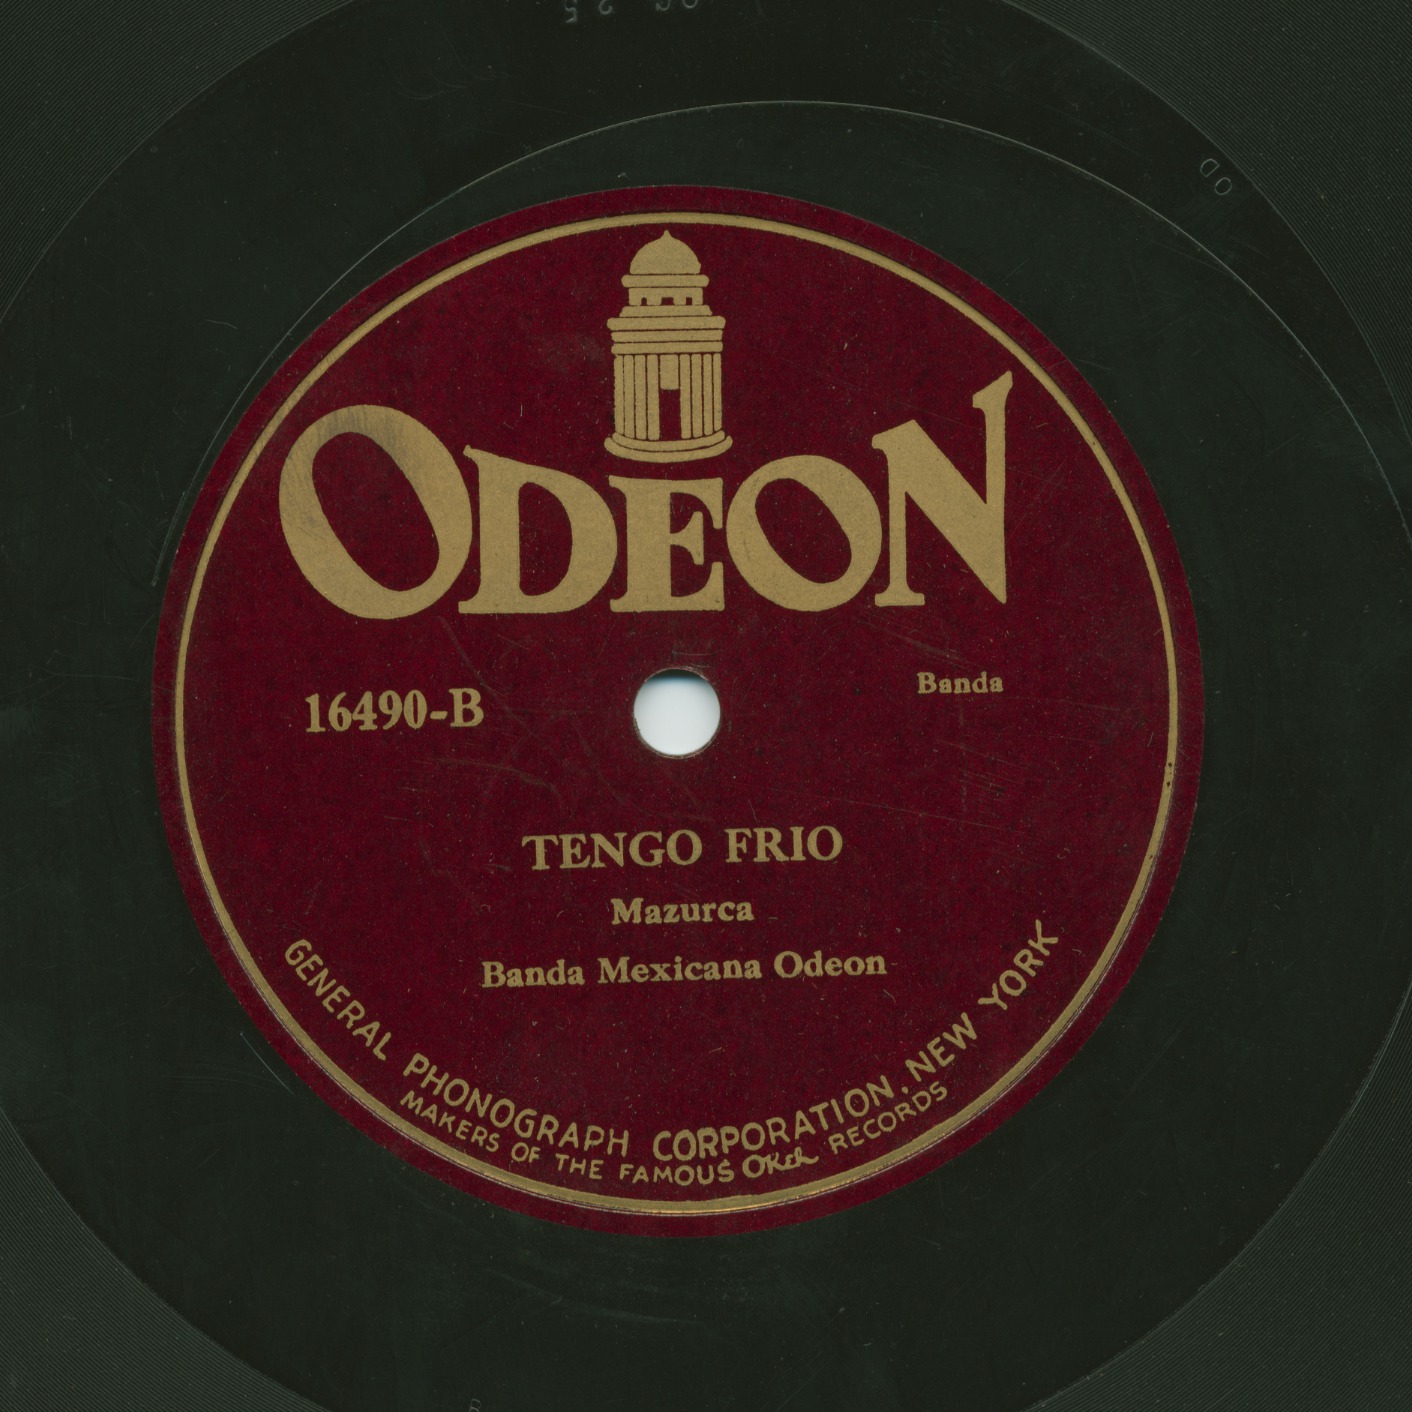 ODEON
16490-B
Banda
TENGO FRIO
Mazurca
Banda Mexicana Odeon
GENERAL PHONOGRAPH CORPORATION. NEW YORK
MAKERS OF THE FAMOUS OKeh RECORDS
OD